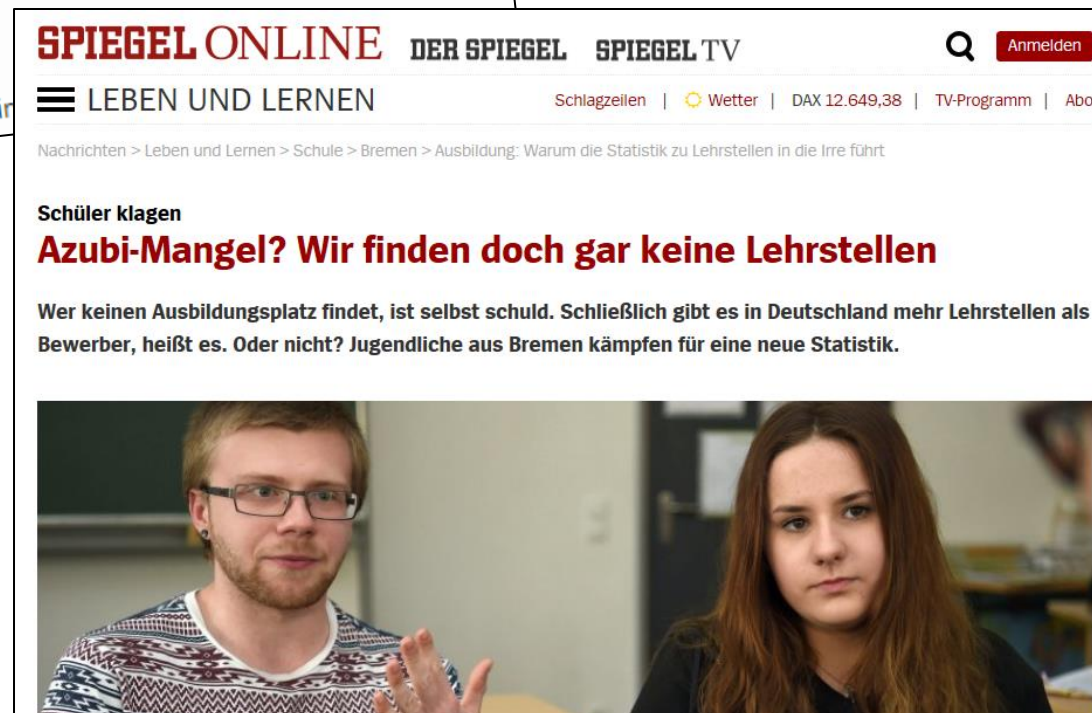 SPIEGEL ONLINE DER SPIEGEL SPIEGEL TV Anmelden
LEBEN UND LERNEN Schlagzeilen | Wetter | DAX 12.649,38 | TV-Programm | Abo
Nachrichten > Leben und Lernen > Schule > Bremen > Ausbildung: Warum die Statistik zu Lehrstellen in die Irre führt
Schüler klagen
Azubi-Mangel? Wir finden doch gar keine Lehrstellen
Wer keinen Ausbildungsplatz findet, ist selbst schuld. Schließlich gibt es in Deutschland mehr Lehrstellen als
Bewerber, heißt es. Oder nicht? Jugendliche aus Bremen kämpfen für eine neue Statistik.